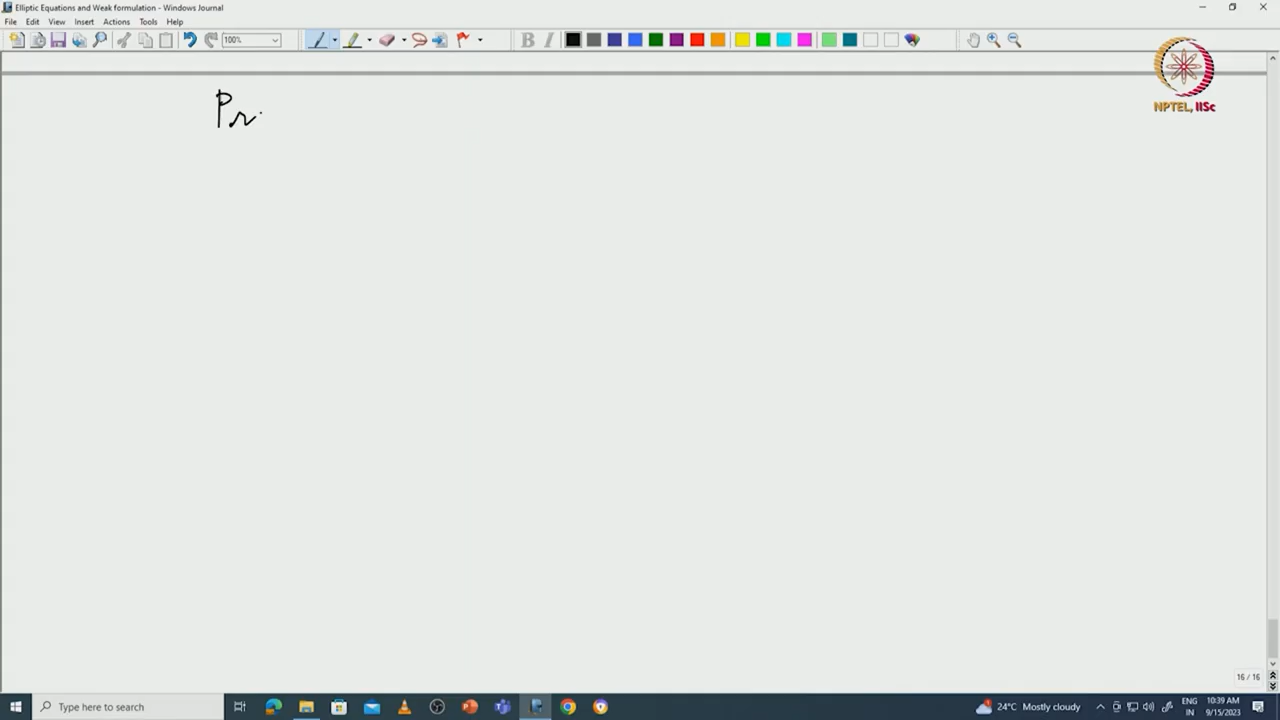 Elliptic Equations and Weak formulation - Windows Journal
File Edit View Insert Actions Tools Help
100% B I
NPTEL, IISc
Pr
16 / 16
Type here to search
24°C Mostly cloudy
ENG
IN
10:39 AM
9/15/2023